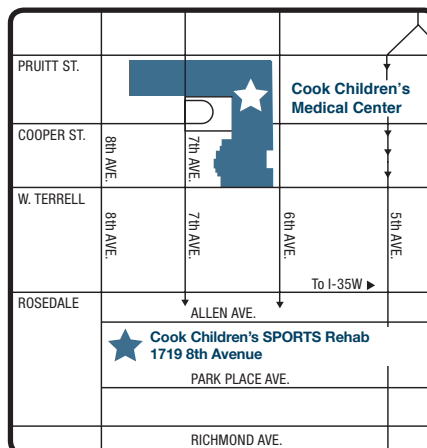 PRUITT ST.
Cook Children's
Medical Center
COOPER ST.
8th AVE.
7th AVE.
W. TERRELL
8th AVE.
7th AVE.
6th AVE.
5th AVE.
To I-35W
ROSEDALE
ALLEN AVE.
Cook Children's SPORTS Rehab
1719 8th Avenue
PARK PLACE AVE.
RICHMOND AVE.